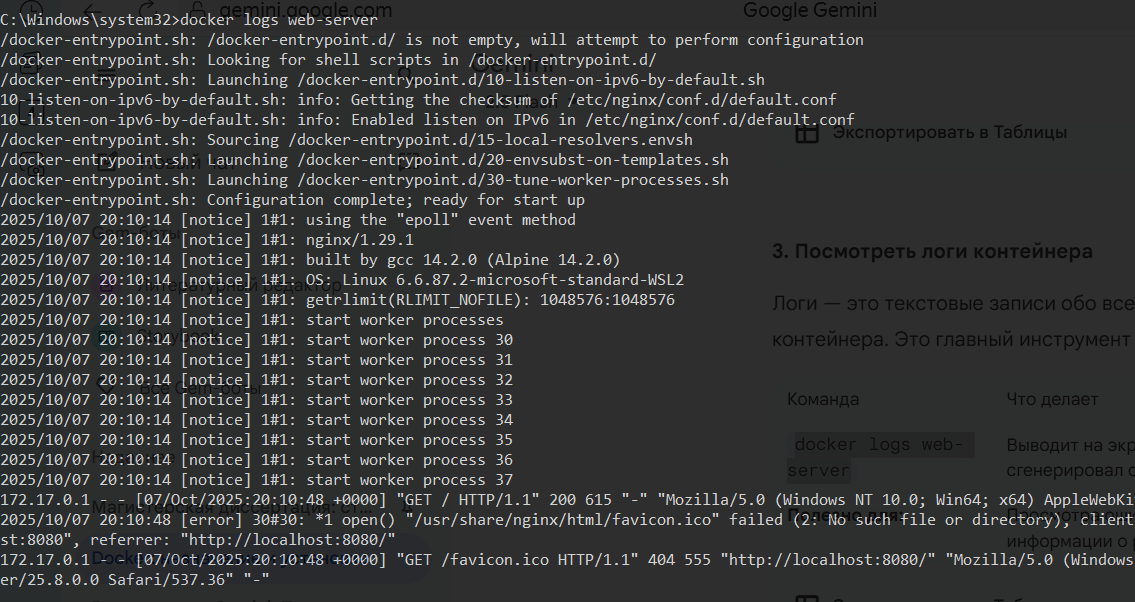 gemini.google.com
Google Gemini
C:\Windows\system32>docker logs web-server
/docker-entrypoint.sh: /docker-entrypoint.d/ is not empty, will attempt to perform configuration
/docker-entrypoint.sh: Looking for shell scripts in /docker-entrypoint.d/
/docker-entrypoint.sh: Launching /docker-entrypoint.d/10-listen-on-ipv6-by-default.sh
10-listen-on-ipv6-by-default.sh: info: Getting the checksum of /etc/nginx/conf.d/default.conf
10-listen-on-ipv6-by-default.sh: info: Enabled listen on IPv6 in /etc/nginx/conf.d/default.conf
Экспортировать в Таблицы
/docker-entrypoint.sh: Sourcing /docker-entrypoint.d/15-local-resolvers.envsh
/docker-entrypoint.sh: Launching /docker-entrypoint.d/20-envsubst-on-templates.sh
/docker-entrypoint.sh: Launching /docker-entrypoint.d/30-tune-worker-processes.sh
/docker-entrypoint.sh: Configuration complete; ready for start up
2025/10/07 20:10:14 [notice] 1#1: using the "epoll" event method
2025/10/07 20:10:14 [notice] 1#1: nginx/1.29.1
2025/10/07 20:10:14 [notice] 1#1: built by gcc 14.2.0 (Alpine 14.2.0)
2025/10/07 20:10:14 [notice] 1#1: OS: Linux 6.6.87.2-microsoft-standard-WSL2
2025/10/07 20:10:14 [notice] 1#1: getrlimit(RLIMIT_NOFILE): 1048576:1048576
2025/10/07 20:10:14 [notice] 1#1: start worker processes
2025/10/07 20:10:14 [notice] 1#1: start worker process 30
2025/10/07 20:10:14 [notice] 1#1: start worker process 31
2025/10/07 20:10:14 [notice] 1#1: start worker process 32
2025/10/07 20:10:14 [notice] 1#1: start worker process 33
2025/10/07 20:10:14 [notice] 1#1: start worker process 34
2025/10/07 20:10:14 [notice] 1#1: start worker process 35
2025/10/07 20:10:14 [notice] 1#1: start worker process 36
2025/10/07 20:10:14 [notice] 1#1: start worker process 37
172.17.0.1 - - [07/Oct/2025:20:10:48 +0000] "GET / HTTP/1.1" 200 615 "-" "Mozilla/5.0 (Windows NT 10.0; Win64; x64) AppleWebKi
2025/10/07 20:10:48 [error] 30#30: *1 open() "/usr/share/nginx/html/favicon.ico" failed (2: No such file or directory), client
st:8080", referrer: "http://localhost:8080/"
172.17.0.1 - - [07/Oct/2025:20:10:48 +0000] "GET /favicon.ico HTTP/1.1" 404 555 "http://localhost:8080/" "Mozilla/5.0 (Windows
er/25.8.0.0 Safari/537.36" "-"
3. Посмотреть логи контейнера
Логи — это текстовые записи обо все
контейнера. Это главный инструмент
Команда
Что делает
docker logs web-
server
Выводит на экр
сгенерировал с
информации о р